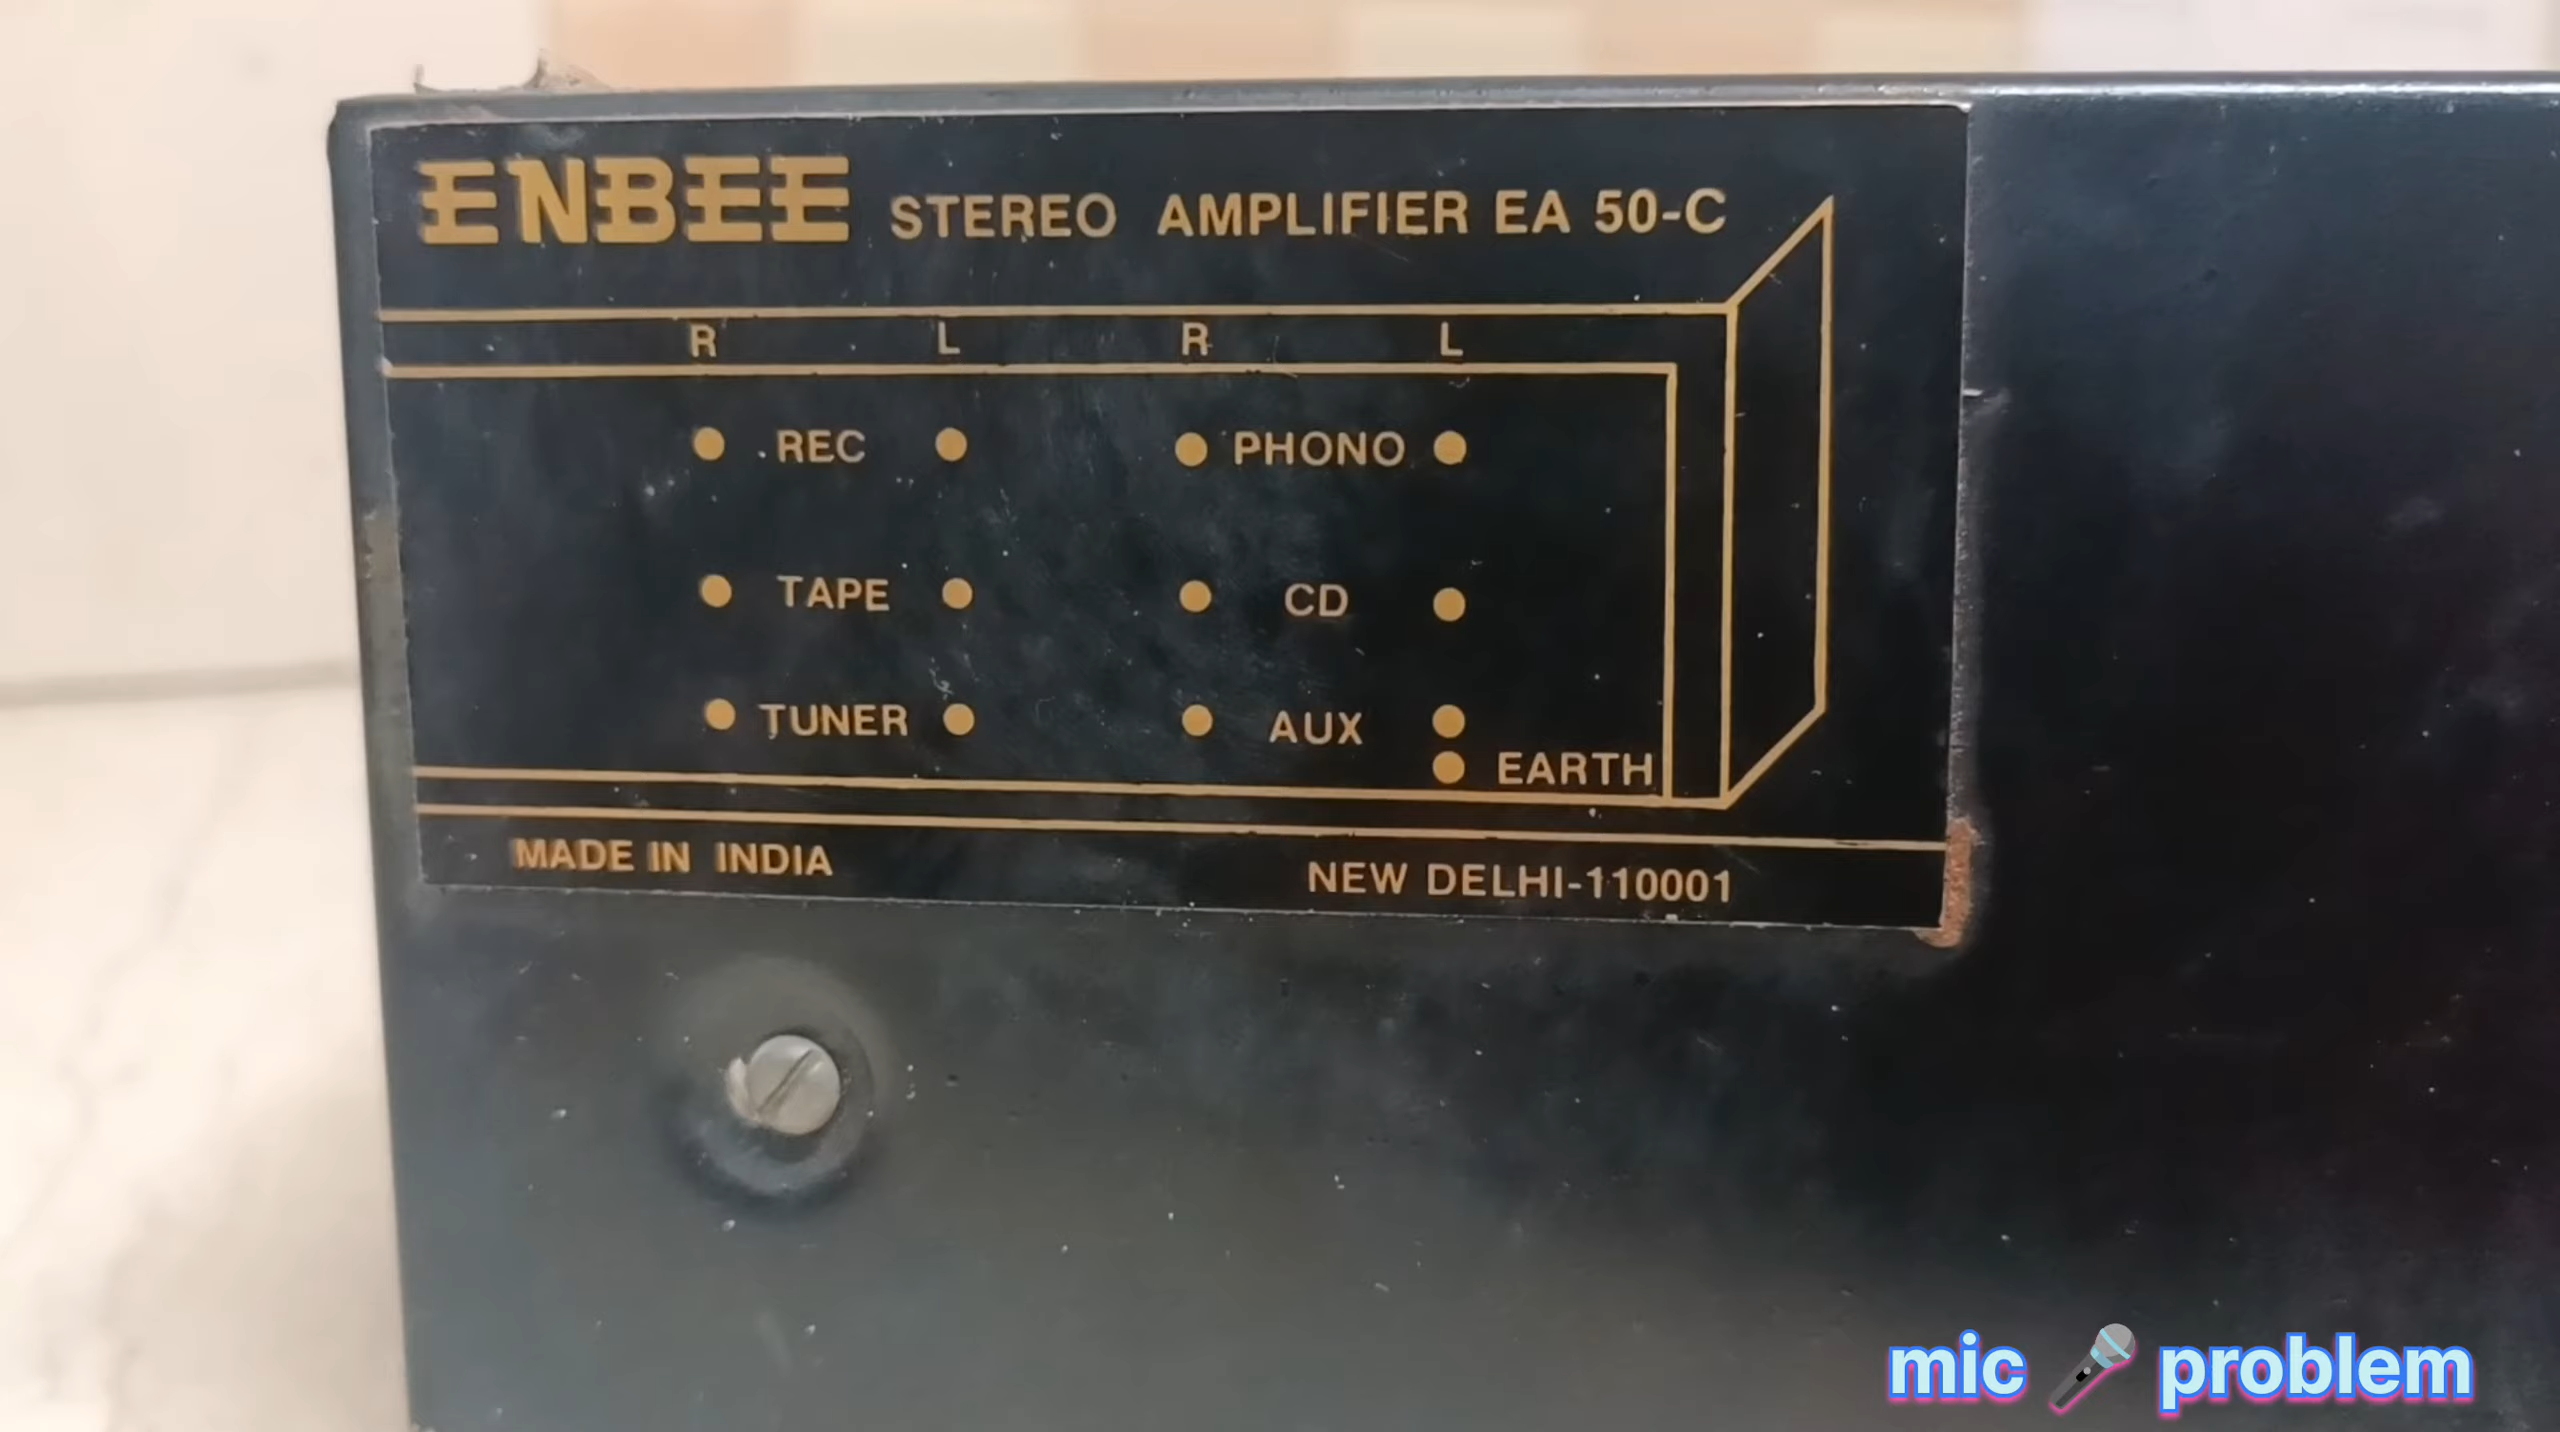 ENBEE STEREO AMPLIFIER EA 50-C
R L R L
REC PHONO
TAPE CD
TUNER AUX
EARTH
MADE IN INDIA NEW DELHI-110001
mic 🎤 problem